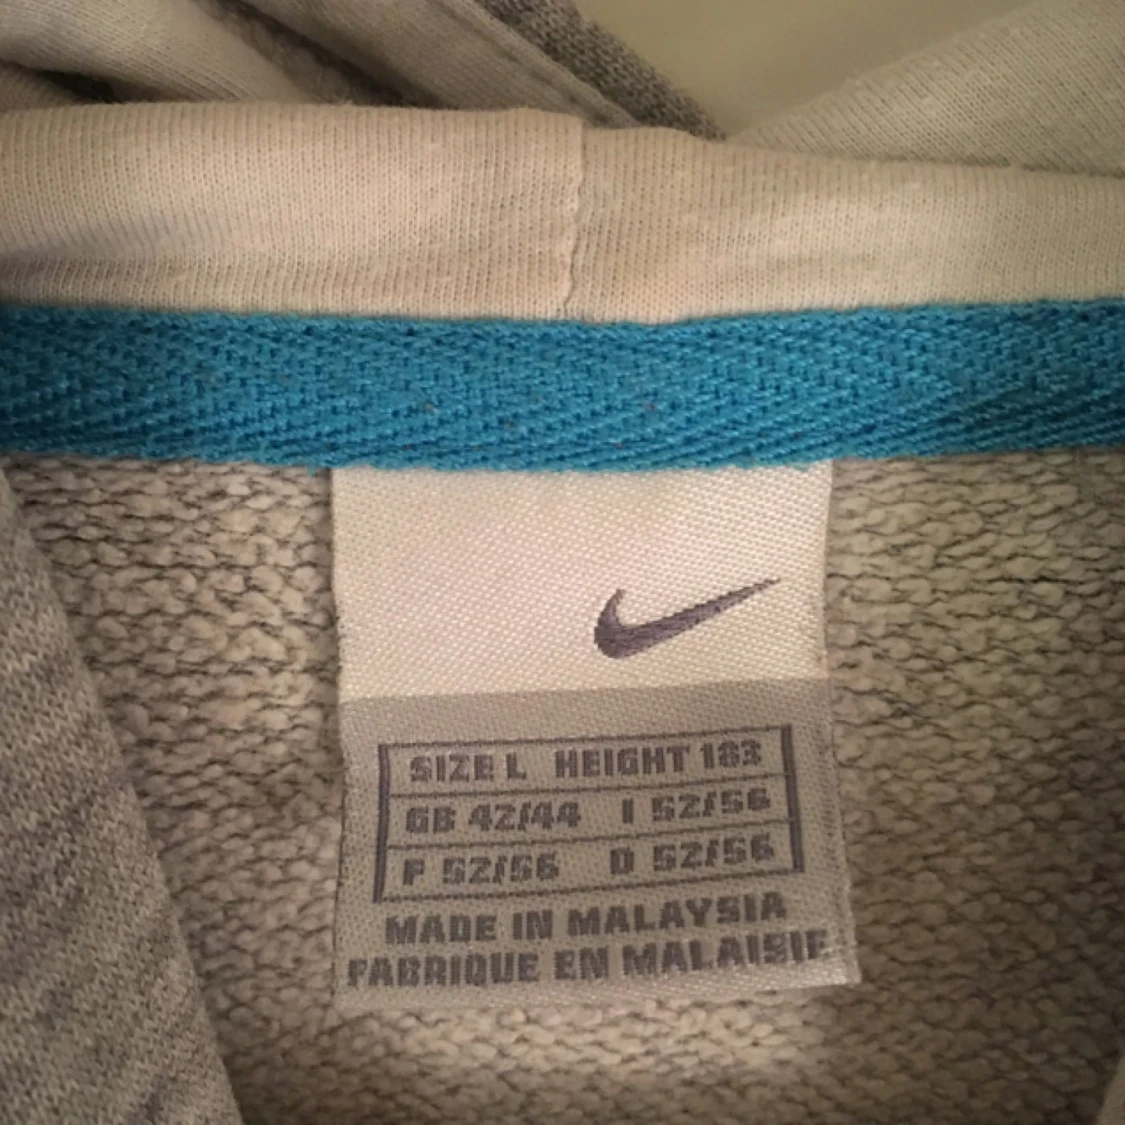 SIZE L HEIGHT 183
GB 42/44 I 52/56
F 52/56 D 52/56
MADE IN MALAYSIA
FABRIQUE EN MALAISIE